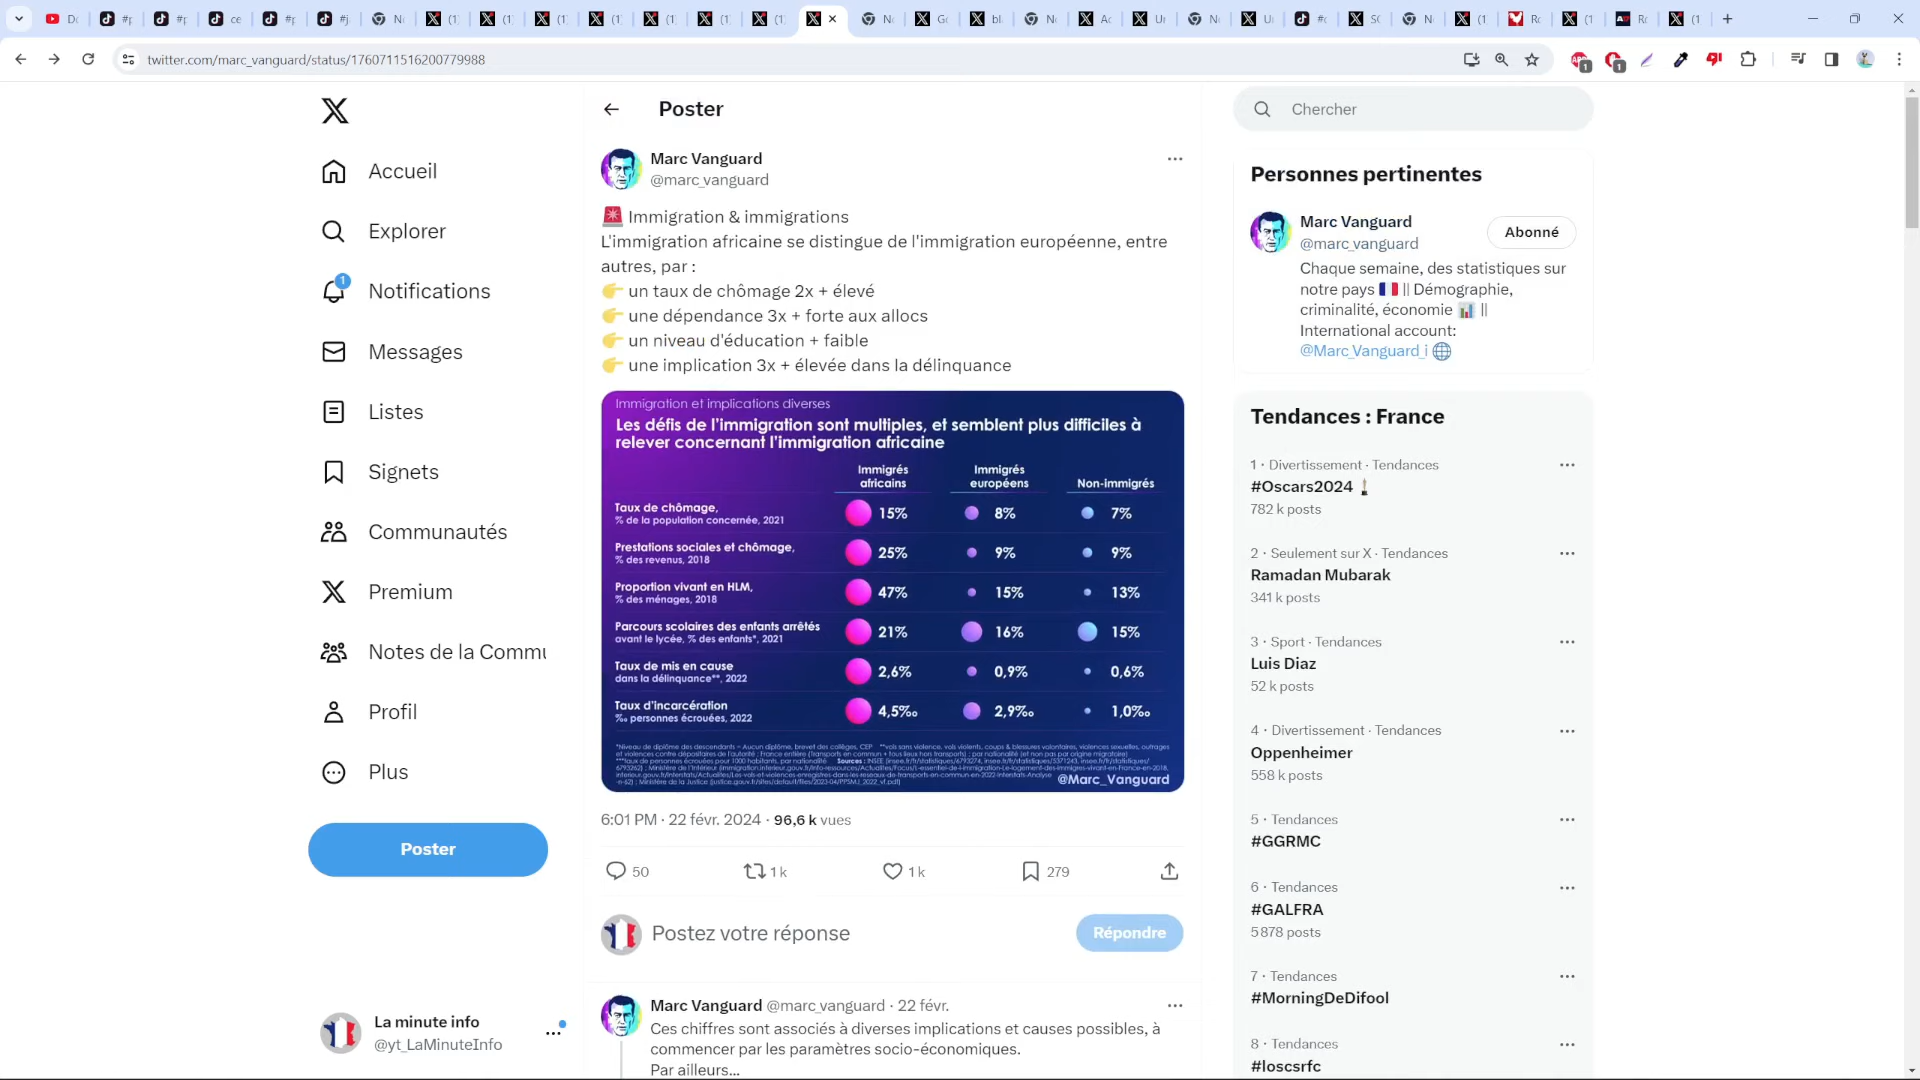 twitter.com/marc_vanguard/status/1760711516200779988
Accueil
Explorer
1
Notifications
Messages
Listes
Signets
Communautés
Premium
Notes de la Commu
Profil
Plus
Poster
La minute info
@yt_LaMinuteInfo
Poster
Marc Vanguard
@marc_vanguard
Immigration & immigrations
L'immigration africaine se distingue de l'immigration européenne, entre
autres, par :
un taux de chômage 2x + élevé
une dépendance 3x + forte aux allocs
un niveau d'éducation + faible
une implication 3x + élevée dans la délinquance
Immigration et implications diverses
Les défis de l'immigration sont multiples, et semblent plus difficiles à
relever concernant l'immigration africaine
Immigrés
africains
Immigrés
européens
Non-immigrés
Taux de chômage,
% de la population concernée, 2021
15%
8%
7%
Prestations sociales et chômage,
% des revenus, 2018
25%
9%
9%
Proportion vivant en HLM,
% des ménages, 2018
47%
15%
13%
Parcours scolaires des enfants arrêtés
avant le lycée, % des enfants*, 2021
21%
16%
15%
Taux de mis en cause
dans la délinquance**, 2022
2,6%
0,9%
0,6%
Taux d'incarcération
‰ personnes écrouées, 2022
4,5‰
2,9‰
1,0‰
@Marc_Vanguard
6:01 PM · 22 févr. 2024 · 96,6 k vues
50
1 k
1 k
279
Postez votre réponse
Répondre
Marc Vanguard @marc_vanguard · 22 févr.
Ces chiffres sont associés à diverses implications et causes possibles, à
commencer par les paramètres socio-économiques.
Par ailleurs...
Chercher
Personnes pertinentes
Marc Vanguard
@marc_vanguard
Abonné
Chaque semaine, des statistiques sur
notre pays || Démographie,
criminalité, économie ||
International account:
@Marc_Vanguard_i
Tendances : France
1 · Divertissement · Tendances
#Oscars2024
782 k posts
2 · Seulement sur X · Tendances
Ramadan Mubarak
341 k posts
3 · Sport · Tendances
Luis Diaz
52 k posts
4 · Divertissement · Tendances
Oppenheimer
558 k posts
5 · Tendances
#GGRMC
6 · Tendances
#GALFRA
5 878 posts
7 · Tendances
#MorningDeDifool
8 · Tendances
#loscsrfc